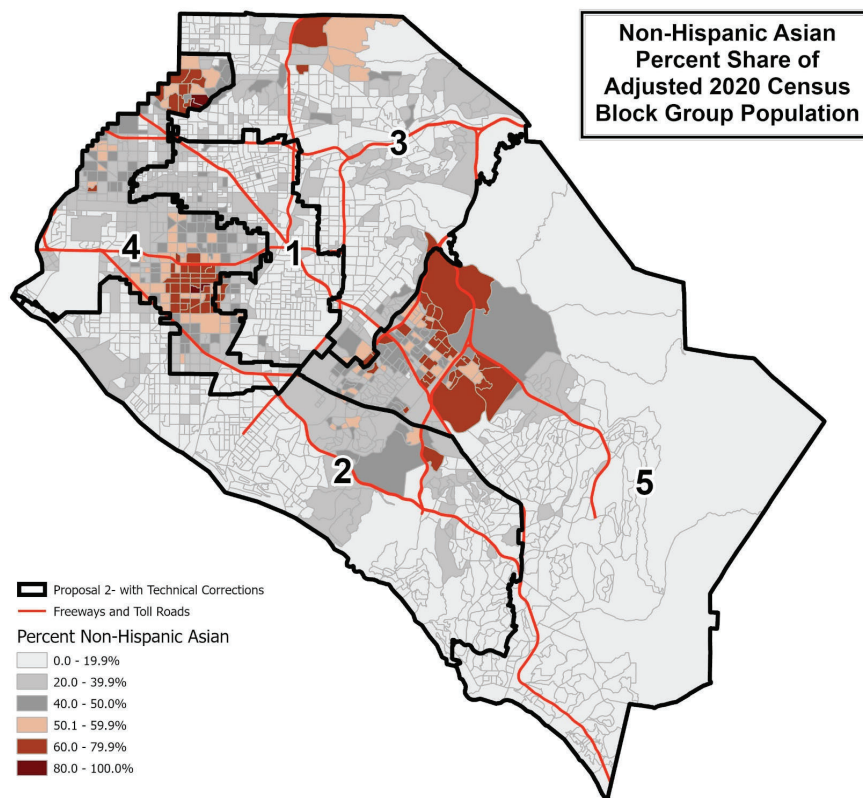 Non-Hispanic Asian
Percent Share of
Adjusted 2020 Census
Block Group Population
3
4
1
2
5
Proposal 2- with Technical Corrections
Freeways and Toll Roads
Percent Non-Hispanic Asian
0.0 - 19.9%
20.0 - 39.9%
40.0 - 50.0%
50.1 - 59.9%
60.0 - 79.9%
80.0 - 100.0%